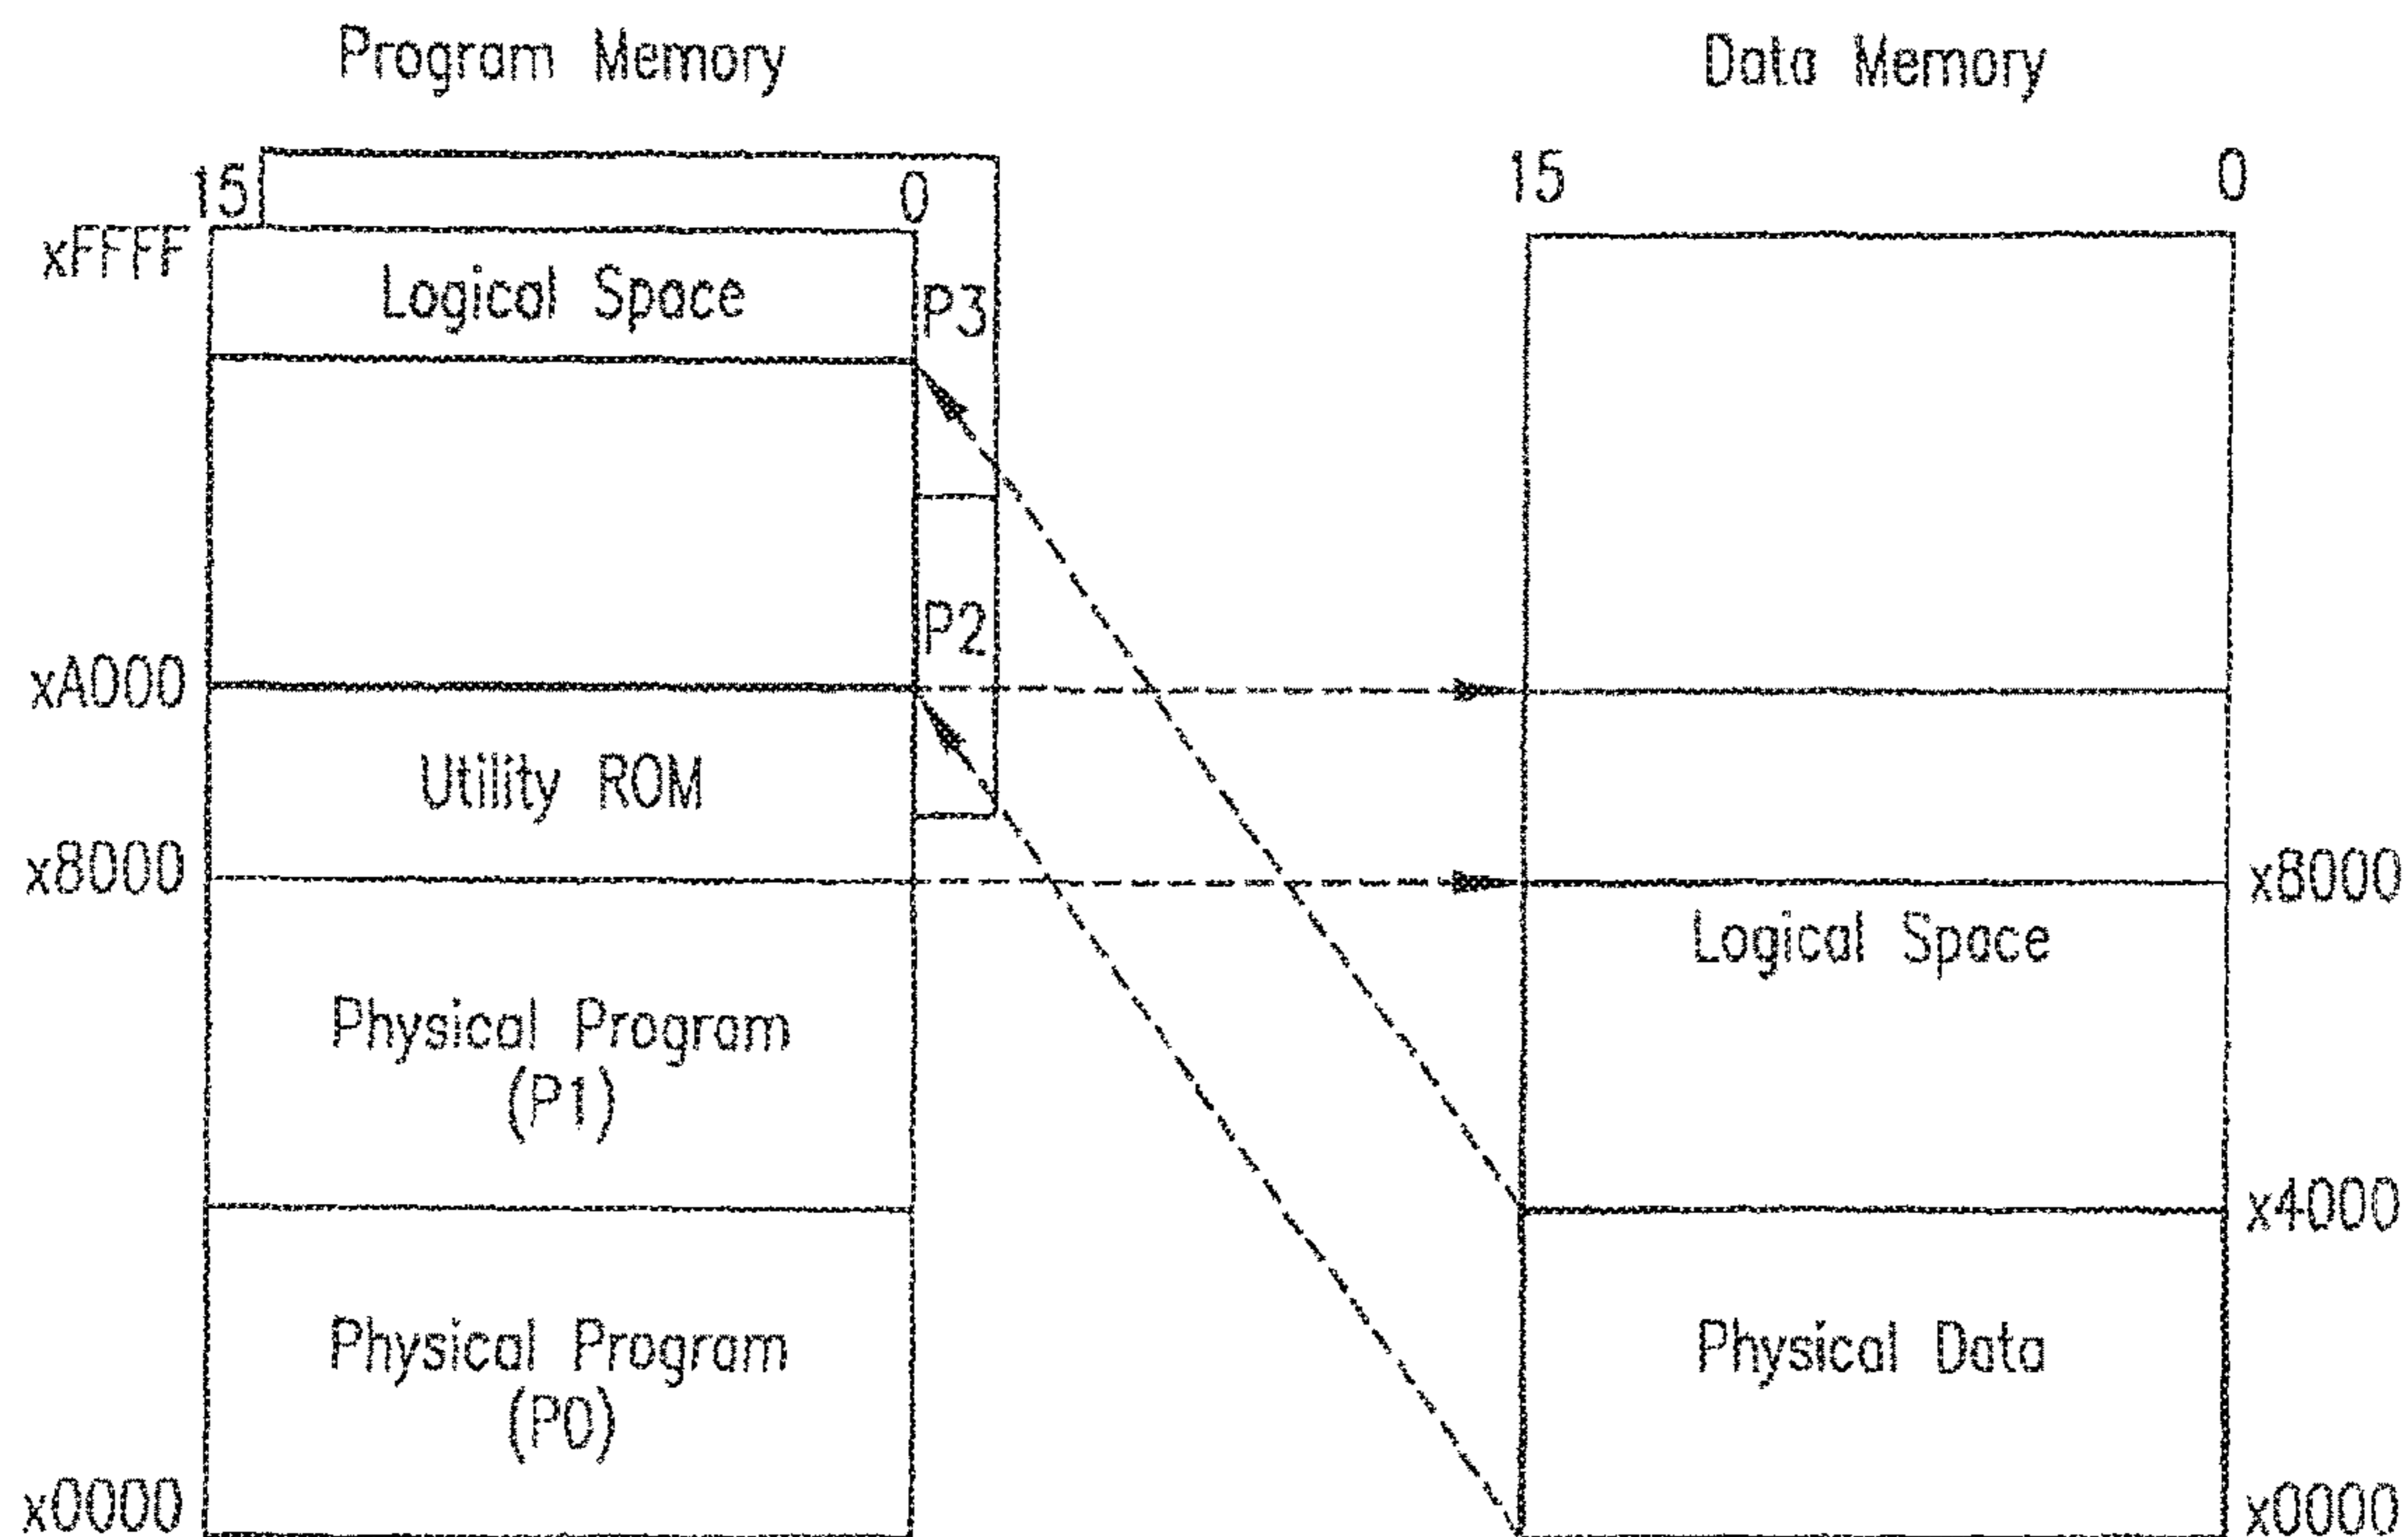 Program Memory
Data Memory
15
0
15
0
xFFFF
Logical Space
P3
P2
xA000
Utility ROM
x8000
x8000
Logical Space
Physical Program
(P1)
x4000
Physical Program
(P0)
Physical Data
x0000
x0000